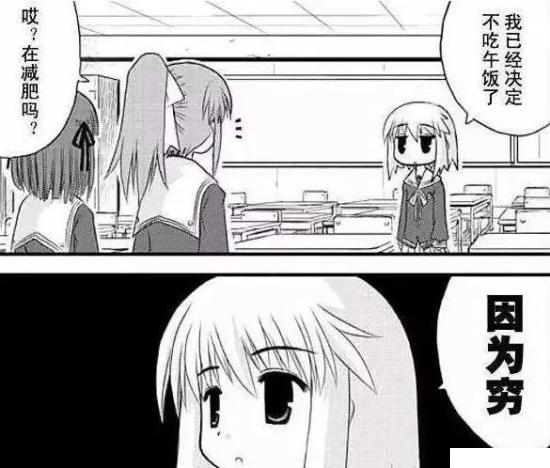 我已经决定
不吃午饭了
哎？在减肥吗？
因为穷